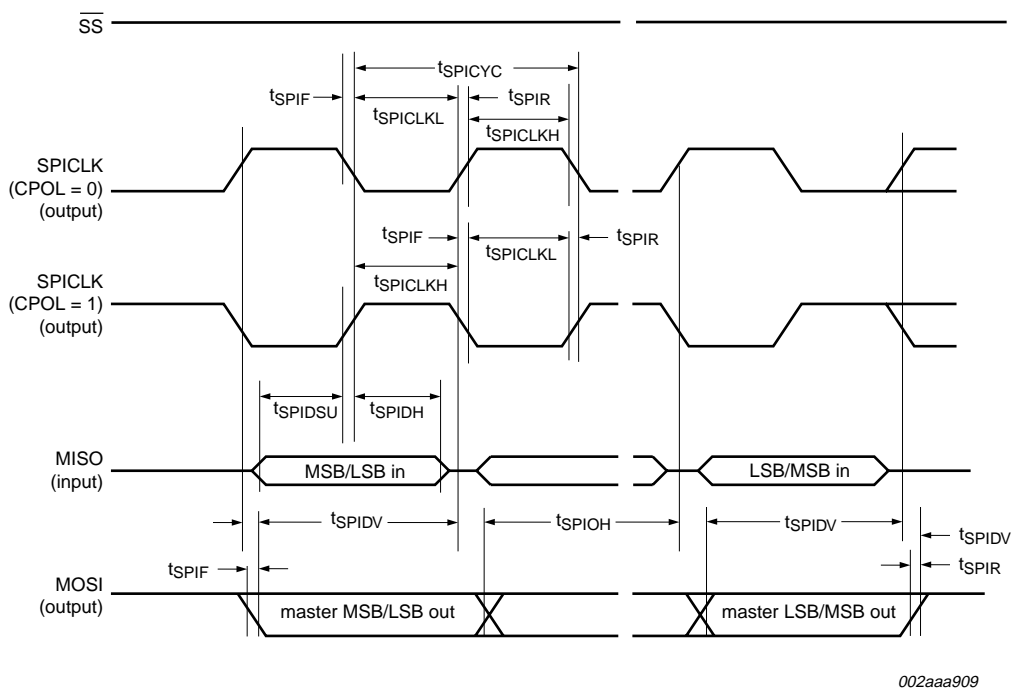 SS
tSPICYC
tSPIF
tSPIR
tSPICLKL
tSPICLKH
SPICLK
(CPOL = 0)
(output)
tSPIF
tSPIR
tSPICLKL
tSPICLKH
SPICLK
(CPOL = 1)
(output)
tSPIDSU
tSPIDH
MISO
(input)
MSB/LSB in
LSB/MSB in
tSPIDV
tSPIOH
tSPIDV
tSPIDV
tSPIF
tSPIR
MOSI
(output)
master MSB/LSB out
master LSB/MSB out
002aaa909